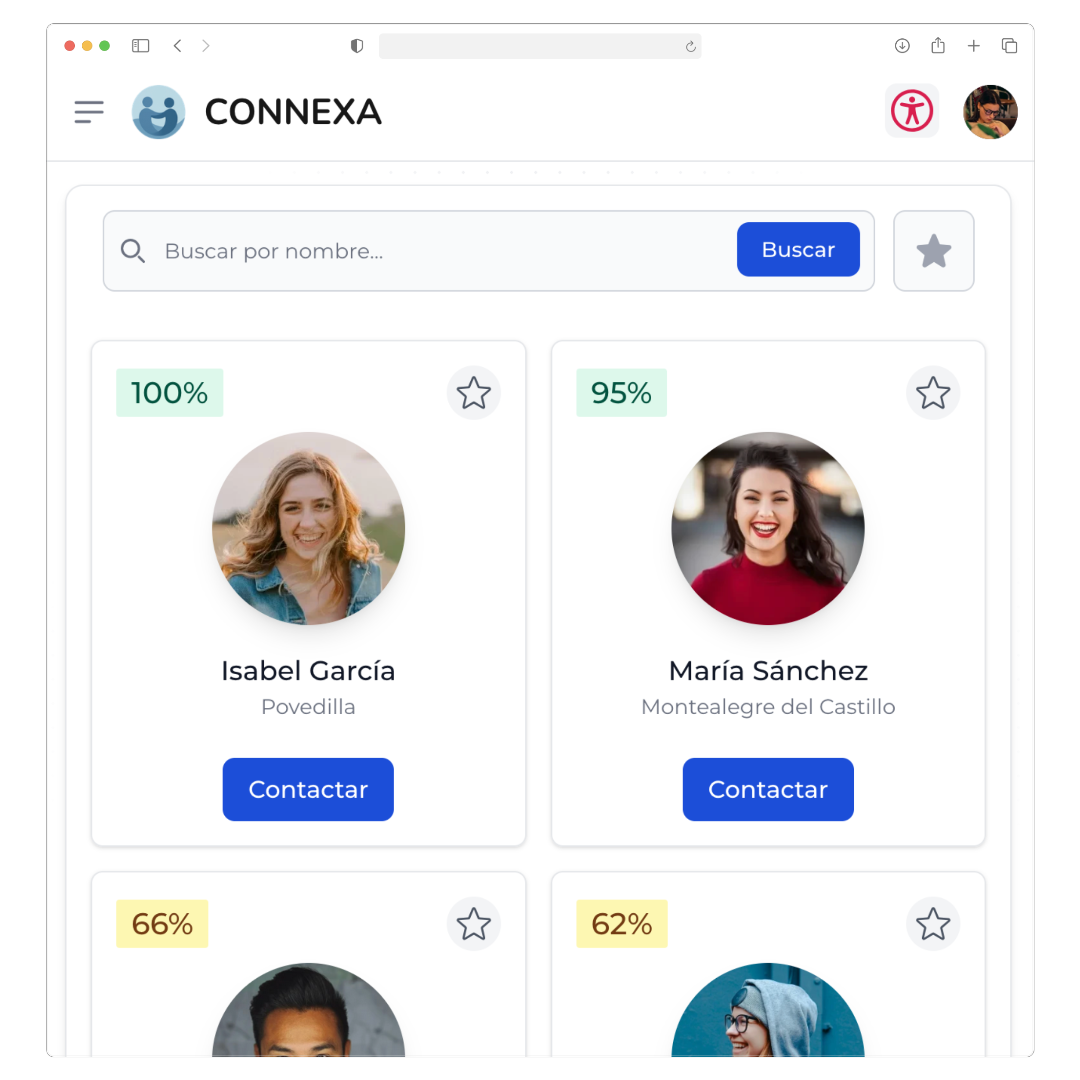 CONNEXA
Buscar por nombre...
Buscar
100%
95%
Isabel García
María Sánchez
Povedilla
Montealegre del Castillo
Contactar
Contactar
66%
62%